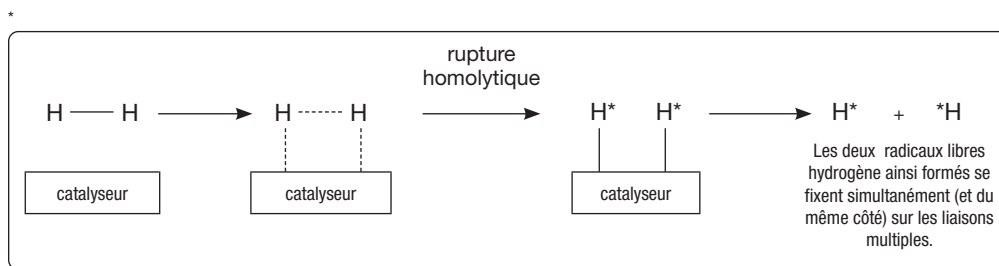 *
rupture
homolytique
H — H
H ------ H
H* H*
H* + *H
catalyseur
catalyseur
catalyseur
Les deux radicaux libres
hydrogène ainsi formés se
fixent simultanément (et du
même côté) sur les liaisons
multiples.